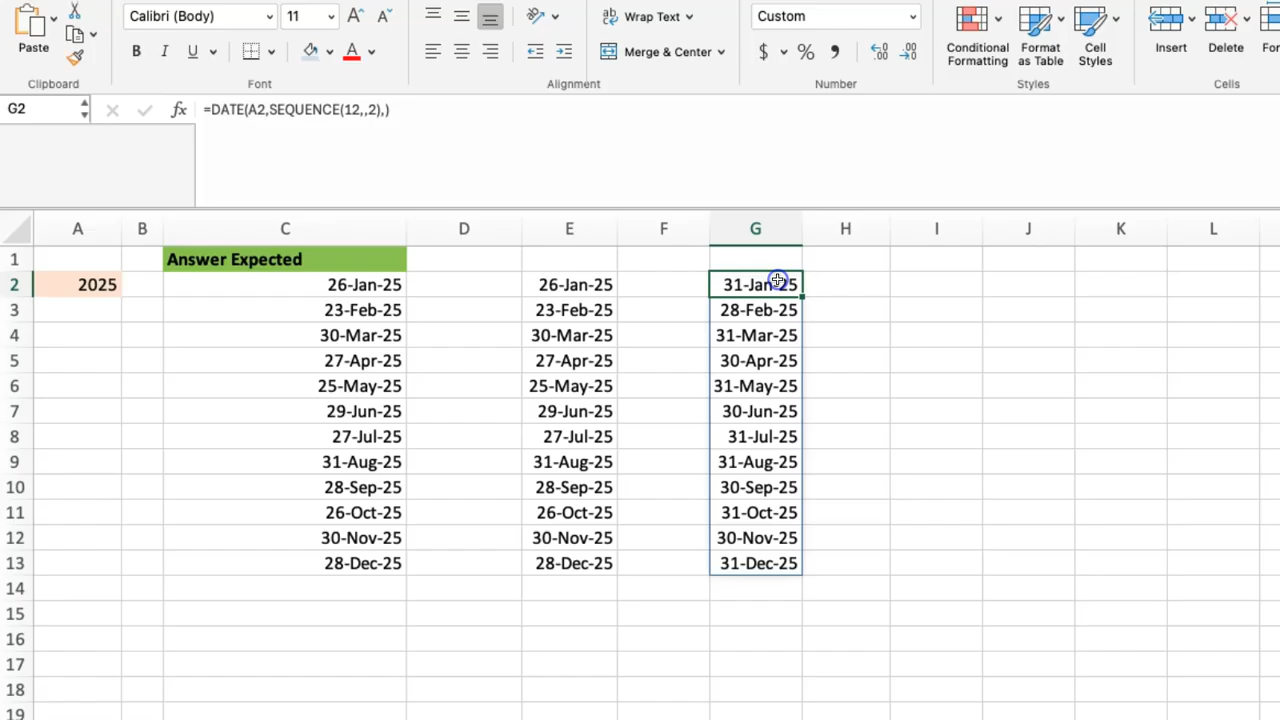 Calibri (Body) 11 A^ A˅ ab Wrap Text Custom
Paste B I U A Merge & Center $ % , Conditional Formatting Format as Table Cell Styles Insert Delete
Clipboard Font Alignment Number Styles Cells
G2 fx =DATE(A2,SEQUENCE(12,,2),)
A B C D E F G H I J K L
1 Answer Expected
2 2025 26-Jan-25 26-Jan-25 31-Jan-25
3 23-Feb-25 23-Feb-25 28-Feb-25
4 30-Mar-25 30-Mar-25 31-Mar-25
5 27-Apr-25 27-Apr-25 30-Apr-25
6 25-May-25 25-May-25 31-May-25
7 29-Jun-25 29-Jun-25 30-Jun-25
8 27-Jul-25 27-Jul-25 31-Jul-25
9 31-Aug-25 31-Aug-25 31-Aug-25
10 28-Sep-25 28-Sep-25 30-Sep-25
11 26-Oct-25 26-Oct-25 31-Oct-25
12 30-Nov-25 30-Nov-25 30-Nov-25
13 28-Dec-25 28-Dec-25 31-Dec-25
14
15
16
17
18
19